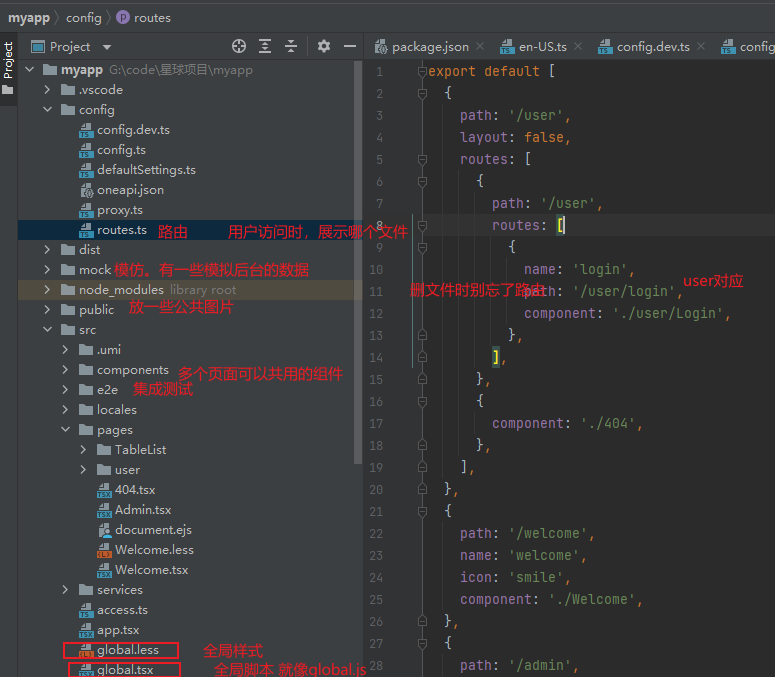 myapp config routes
Project
Project
package.json
en-US.ts
config.dev.ts
config
myapp G:\code\星球项目\myapp
.vscode
config
config.dev.ts
config.ts
defaultSettings.ts
oneapi.json
proxy.ts
routes.ts 路由 用户访问时，展示哪个文件
dist
mock 模仿。有一些模拟后台的数据
node_modules library root
public 放一些公共图片
src
.umi
components 多个页面可以共用的组件
e2e 集成测试
locales
pages
TableList
user
404.tsx
Admin.tsx
document.ejs
Welcome.less
Welcome.tsx
services
access.ts
app.tsx
global.less 全局样式
global.tsx 全局脚本 就像global.js
1 export default [
2 {
3 path: '/user',
4 layout: false,
5 routes: [
6 {
7 path: '/user',
8 routes: [
9 {
10 name: 'login',
11 path: '/user/login', user对应
删文件时别忘了路由
12 component: './user/Login',
13 },
14 ],
15 },
16 {
17 component: './404',
18 },
19 ],
20 },
21 {
22 path: '/welcome',
23 name: 'welcome',
24 icon: 'smile',
25 component: './Welcome',
26 },
27 {
28 path: '/admin',